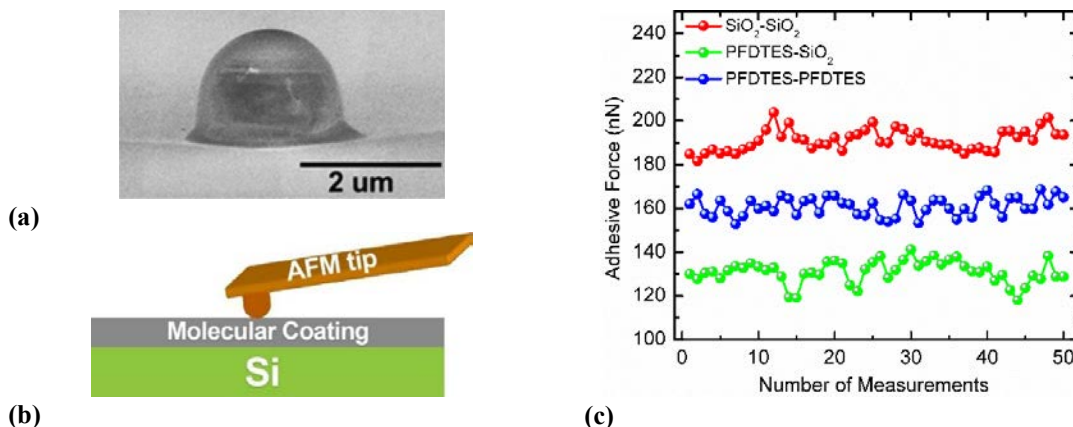 2 um
(a)
AFM tip
Molecular Coating
Si
(b)
SiO₂-SiO₂
PFDTES-SiO₂
PFDTES-PFDTES
Adhesive Force (nN)
240
220
200
180
160
140
120
100
0 10 20 30 40 50
Number of Measurements
(c)